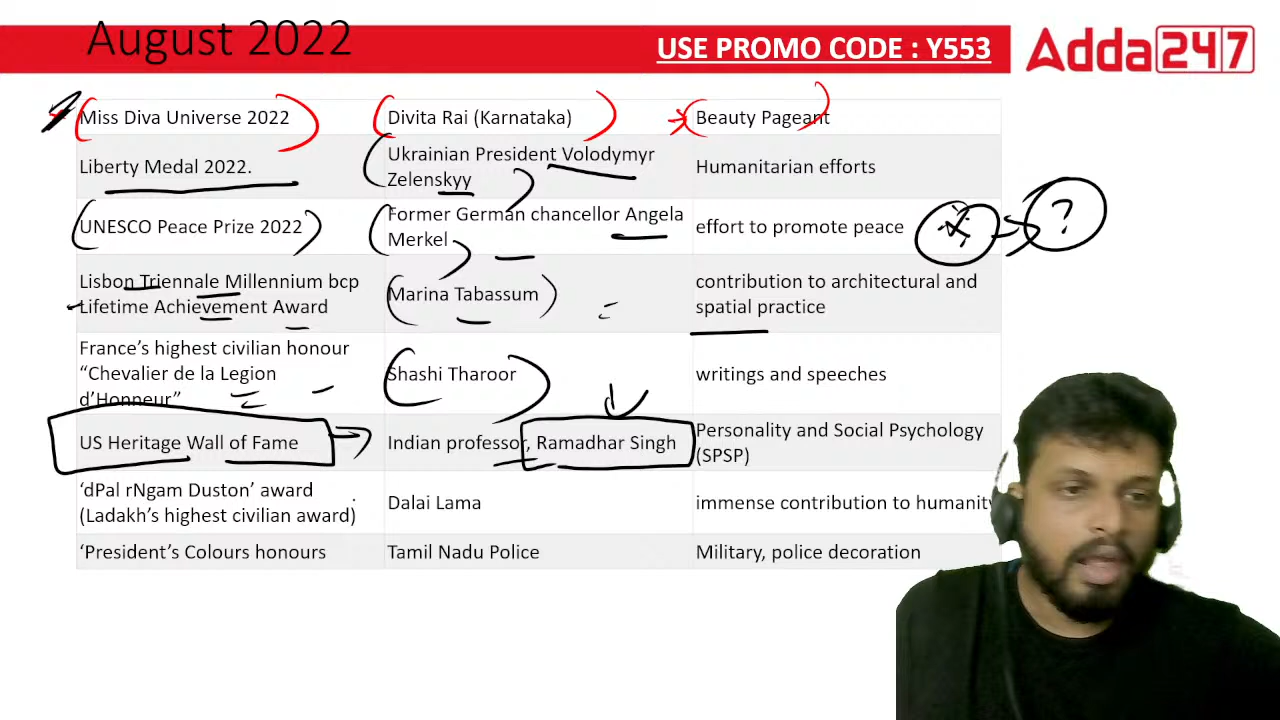 August 2022
USE PROMO CODE : Y553
Adda247
Miss Diva Universe 2022
Divita Rai (Karnataka)
Beauty Pageant
Liberty Medal 2022.
Ukrainian President Volodymyr
Zelenskyy
Humanitarian efforts
UNESCO Peace Prize 2022
Former German chancellor Angela
Merkel
effort to promote peace
?
Lisbon Triennale Millennium bcp
Lifetime Achievement Award
Marina Tabassum
contribution to architectural and
spatial practice
France’s highest civilian honour
“Chevalier de la Legion
d’Honneur”
Shashi Tharoor
writings and speeches
US Heritage Wall of Fame
Indian professor, Ramadhar Singh
Personality and Social Psychology
(SPSP)
‘dPal rNgam Duston’ award
(Ladakh’s highest civilian award)
Dalai Lama
immense contribution to humanity
‘President’s Colours honours
Tamil Nadu Police
Military, police decoration